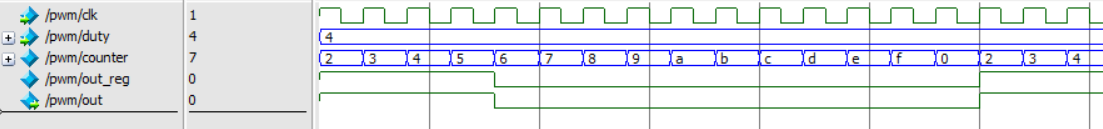 /pwm/clk 1
/pwm/duty 4 4
/pwm/counter 7 2 3 4 5 6 7 8 9 a b c d e f 0 2 3 4
/pwm/out_reg 0
/pwm/out 0